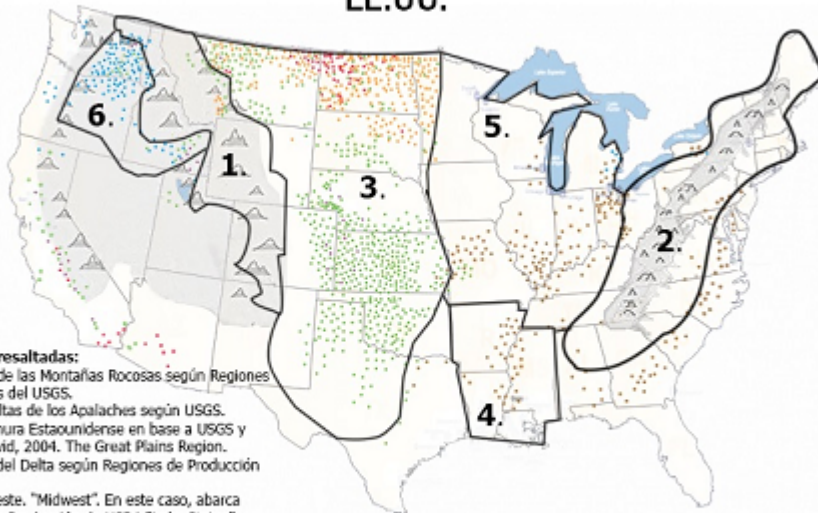 EE.UU.
6.
5.
1.
3.
2.
4.
resaltadas:
de las Montañas Rocosas según Regiones
s del USGS.
ltas de los Apalaches según USGS.
nura Estaounidense en base a USGS y
vid, 2004. The Great Plains Region.
del Delta según Regiones de Producción
este. "Midwest". En este caso, abarca